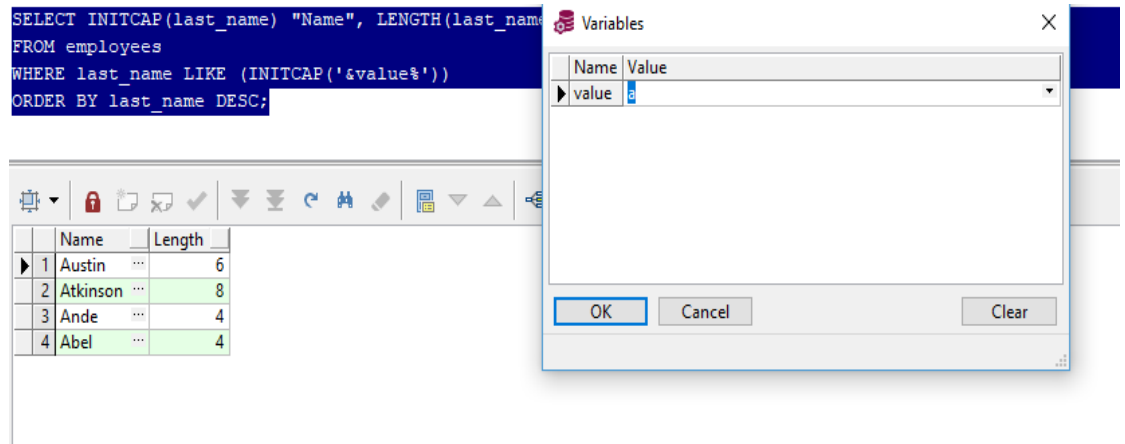 SELECT INITCAP(last_name) "Name", LENGTH(last_name
FROM employees
WHERE last_name LIKE (INITCAP('&value%'))
ORDER BY last_name DESC;
Variables
Name Value
value a
OK Cancel Clear
Name Length
1 Austin ... 6
2 Atkinson ... 8
3 Ande ... 4
4 Abel ... 4